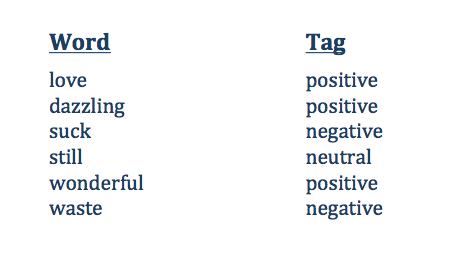 Word Tag
love positive
dazzling positive
suck negative
still neutral
wonderful positive
waste negative